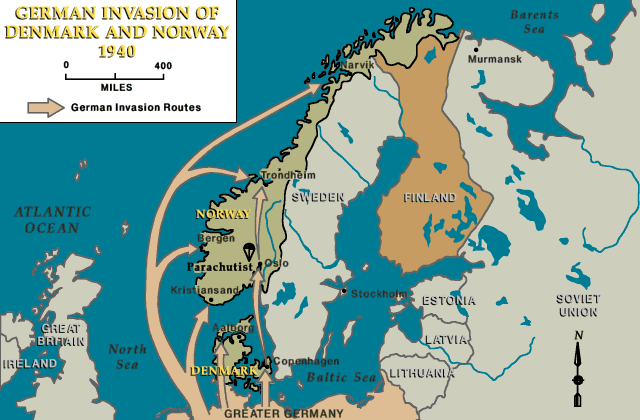 GERMAN INVASION OF
DENMARK AND NORWAY
1940
0 400
MILES
German Invasion Routes
Barents
Sea
Murmansk
Narvik
Trondheim
ATLANTIC
OCEAN
SWEDEN
FINLAND
NORWAY
Bergen
Parachutist
Oslo
Kristiansand
Stockholm
ESTONIA
SOVIET
UNION
Aalborg
GREAT
BRITAIN
LATVIA
N
IRELAND
North
Sea
Copenhagen
DENMARK
Baltic Sea
LITHUANIA
GREATER GERMANY